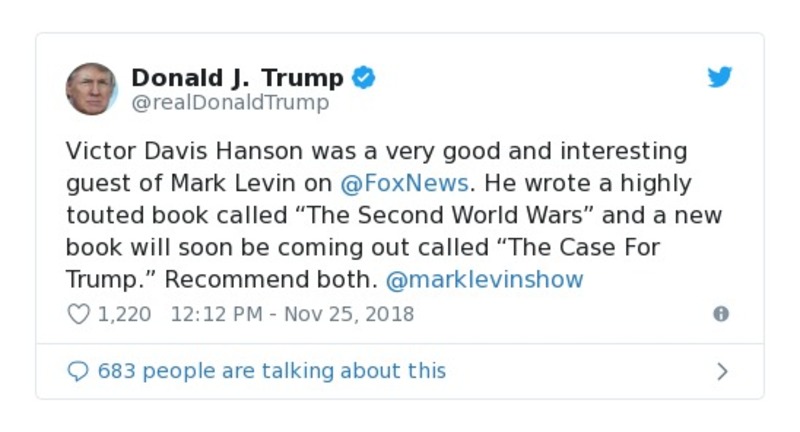 Donald J. Trump
@realDonaldTrump
Victor Davis Hanson was a very good and interesting
guest of Mark Levin on @FoxNews. He wrote a highly
touted book called “The Second World Wars” and a new
book will soon be coming out called “The Case For
Trump.” Recommend both. @marklevinshow
1,220 12:12 PM - Nov 25, 2018
683 people are talking about this